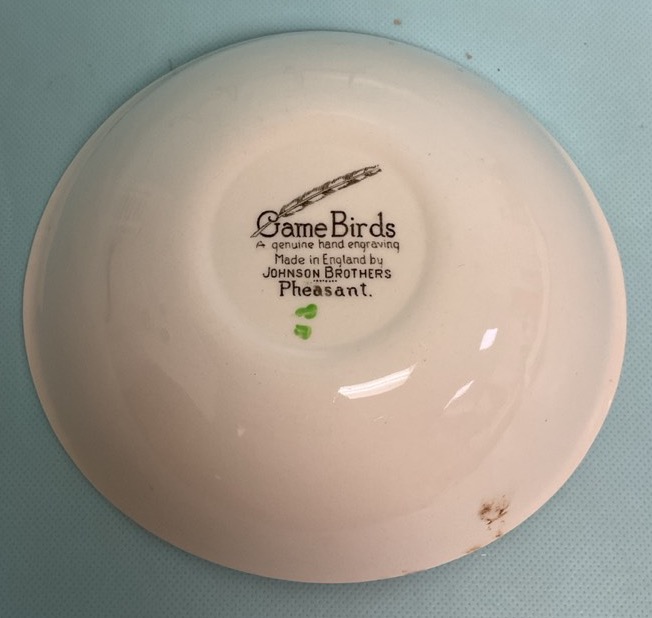 Game Birds
A genuine hand engraving
Made in England by
JOHNSON BROTHERS
Pheasant.